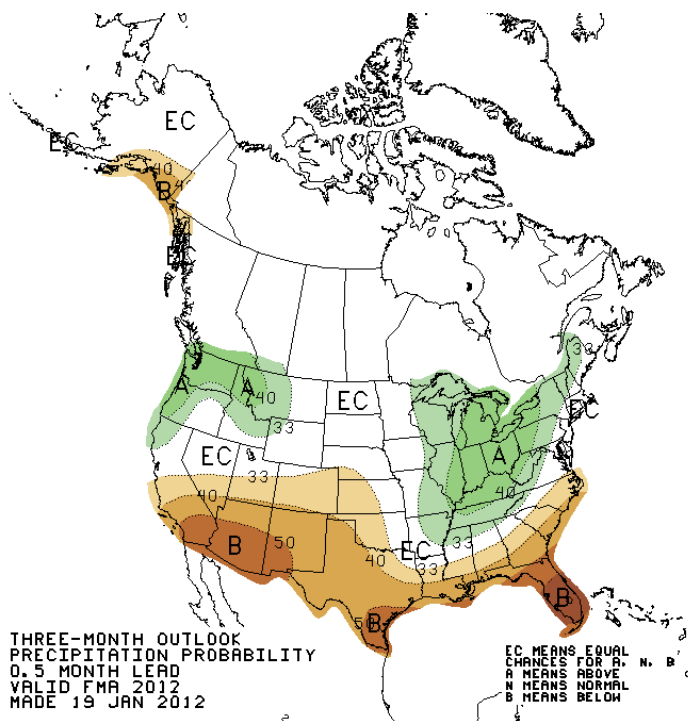 EC
EC
40
B
EC
33
A
A
40
EC
EC
33
EC
A
33
40
40
50
B
EC
33
40
33
B
B
THREE-MONTH OUTLOOK
PRECIPITATION PROBABILITY
0.5 MONTH LEAD
VALID FMA 2012
MADE 19 JAN 2012
EC MEANS EQUAL
CHANCES FOR A, N, B
A MEANS ABOVE
N MEANS NORMAL
B MEANS BELOW